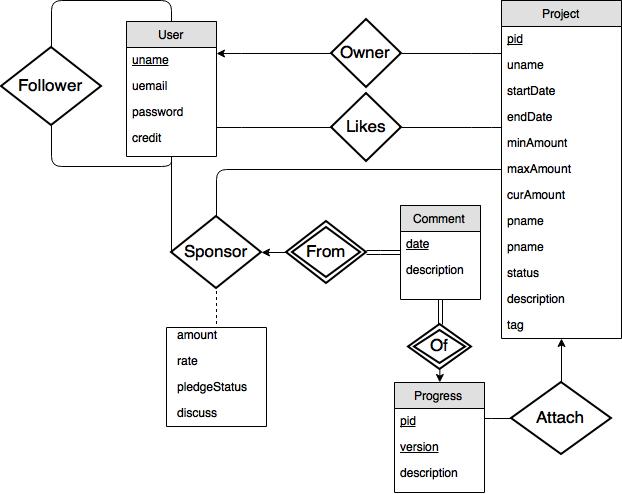 User
uname
uemail
password
credit
Follower
Owner
Likes
Project
pid
uname
startDate
endDate
minAmount
maxAmount
curAmount
pname
pname
status
description
tag
Sponsor
From
Comment
date
description
amount
rate
pledgeStatus
discuss
Of
Progress
pid
version
description
Attach